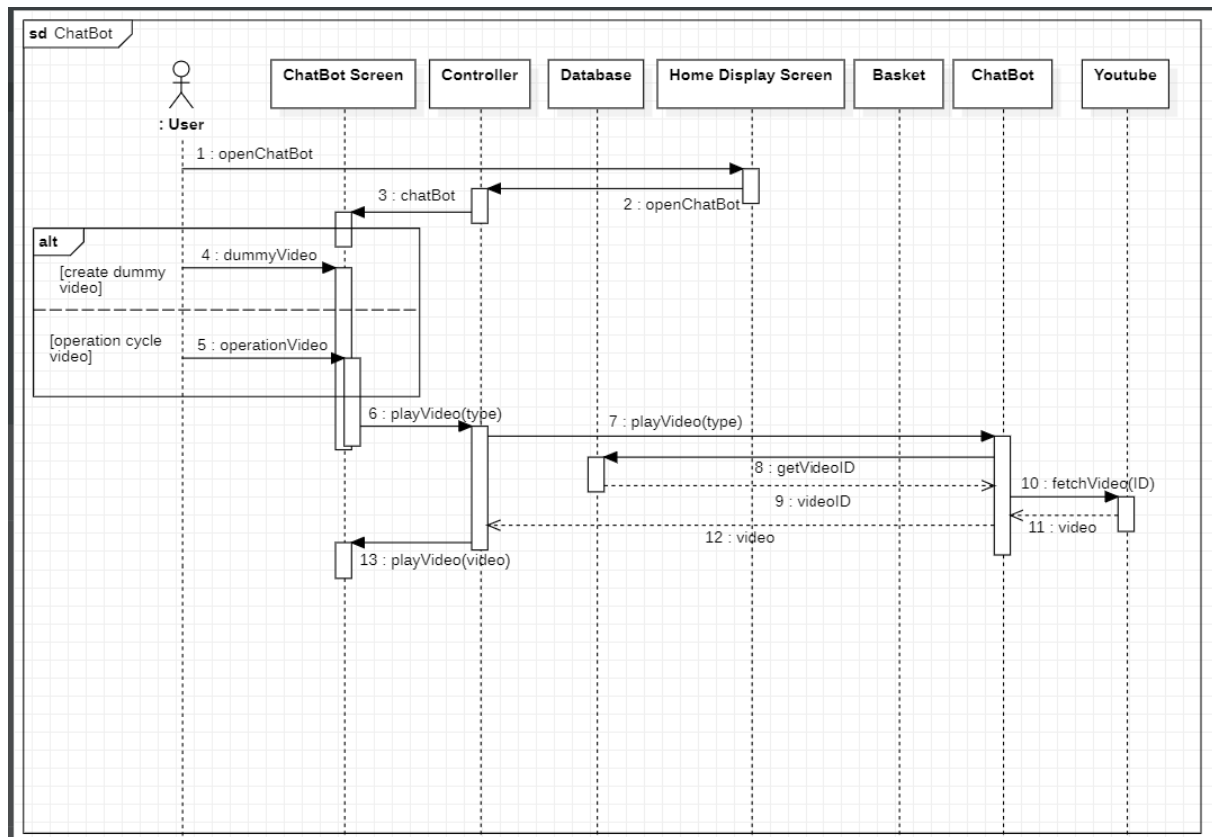 sd ChatBot
: User
ChatBot Screen
Controller
Database
Home Display Screen
Basket
ChatBot
Youtube
1 : openChatBot
2 : openChatBot
3 : chatBot
alt
4 : dummyVideo
[create dummy
video]
[operation cycle
video]
5 : operationVideo
6 : playVideo(type)
7 : playVideo(type)
8 : getVideoID
9 : videoID
10 : fetchVideo(ID)
11 : video
12 : video
13 : playVideo(video)